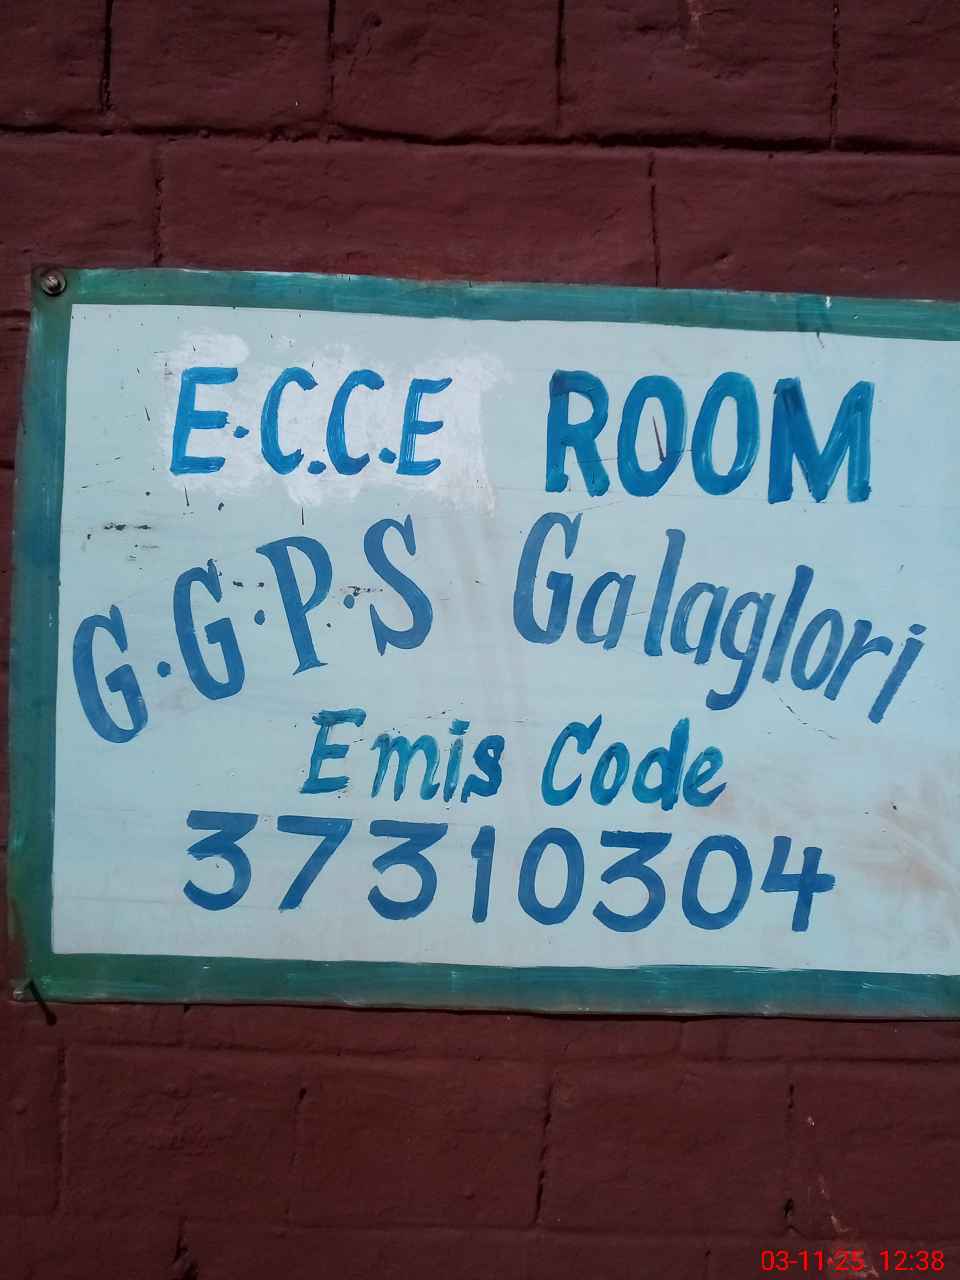 E.C.C.E ROOM
G.G.P.S Galaglori
Emis Code
37310304
03-11-25 12:38